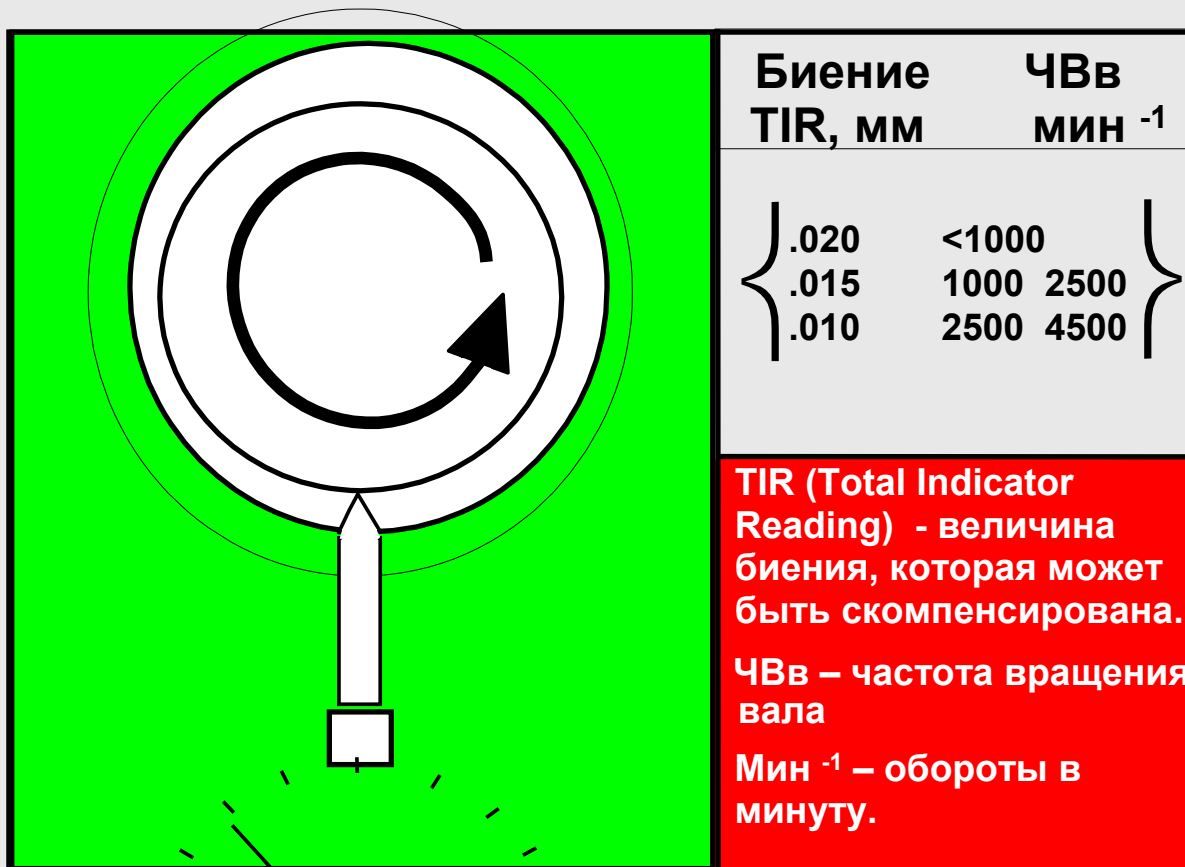 Биение ЧВв
TIR, мм мин -1
.020 <1000
.015 1000 2500
.010 2500 4500
TIR (Total Indicator
Reading) - величина
биения, которая может
быть скомпенсирована.
ЧВв – частота вращения
вала
Мин -1 – обороты в
минуту.